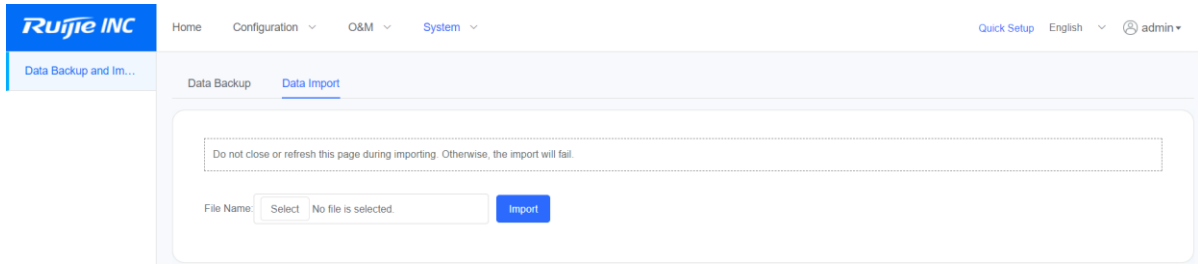 Ruijie INC Home Configuration O&M System Quick Setup English admin
Data Backup and Im...
Data Backup Data Import
Do not close or refresh this page during importing. Otherwise, the import will fail.
File Name: Select No file is selected. Import